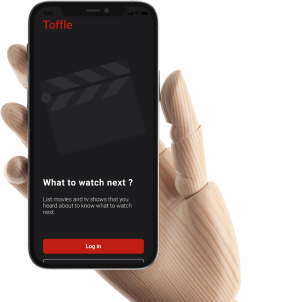 Toffle
What to watch next ?
List movies and tv shows that you
heard about to know what to watch
next.
Log in